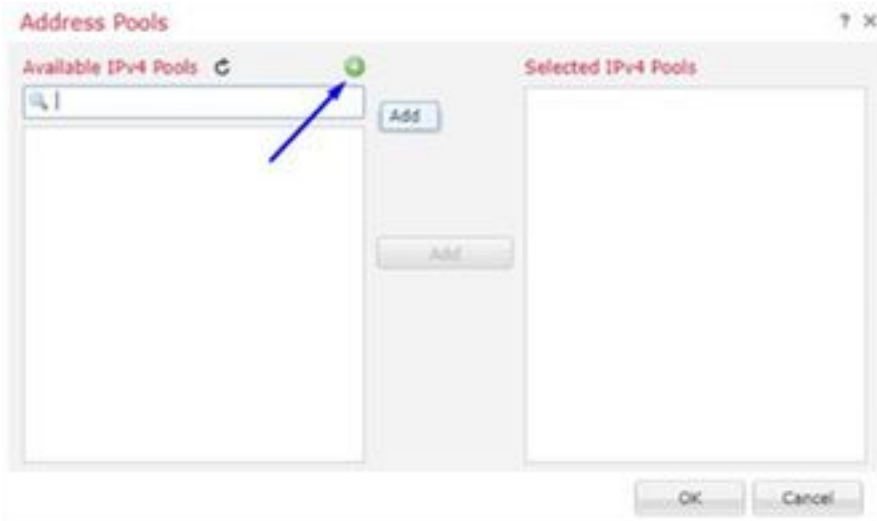 Address Pools
? ×
Available IPv4 Pools
Selected IPv4 Pools
Add
Add
OK
Cancel